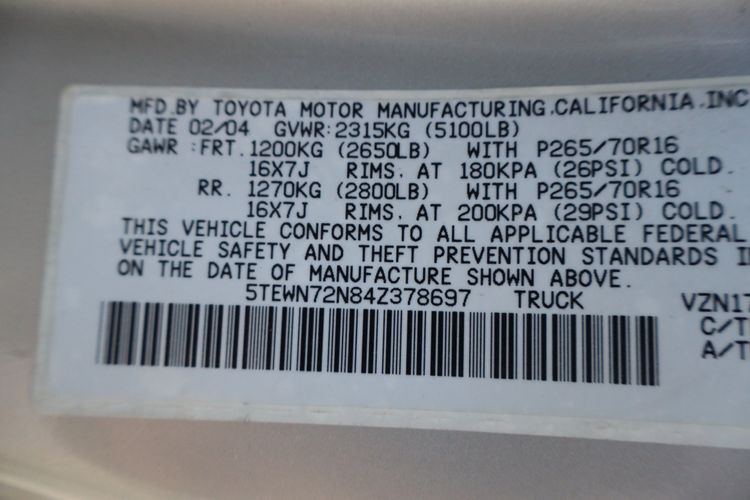 MFD.BY TOYOTA MOTOR MANUFACTURING.CALIFORNIA.INC
DATE 02/04 GVWR:2315KG (5100LB)
GAWR :FRT. 1200KG (2650LB) WITH P265/70R16
16X7J RIMS. AT 180KPA (26PSI) COLD.
RR. 1270KG (2800LB) WITH P265/70R16
16X7J RIMS. AT 200KPA (29PSI) COLD.
THIS VEHICLE CONFORMS TO ALL APPLICABLE FEDERAL
VEHICLE SAFETY AND THEFT PREVENTION STANDARDS
ON THE DATE OF MANUFACTURE SHOWN ABOVE.
5TEWN72N84Z378697 TRUCK VZN17
C/T
A/T